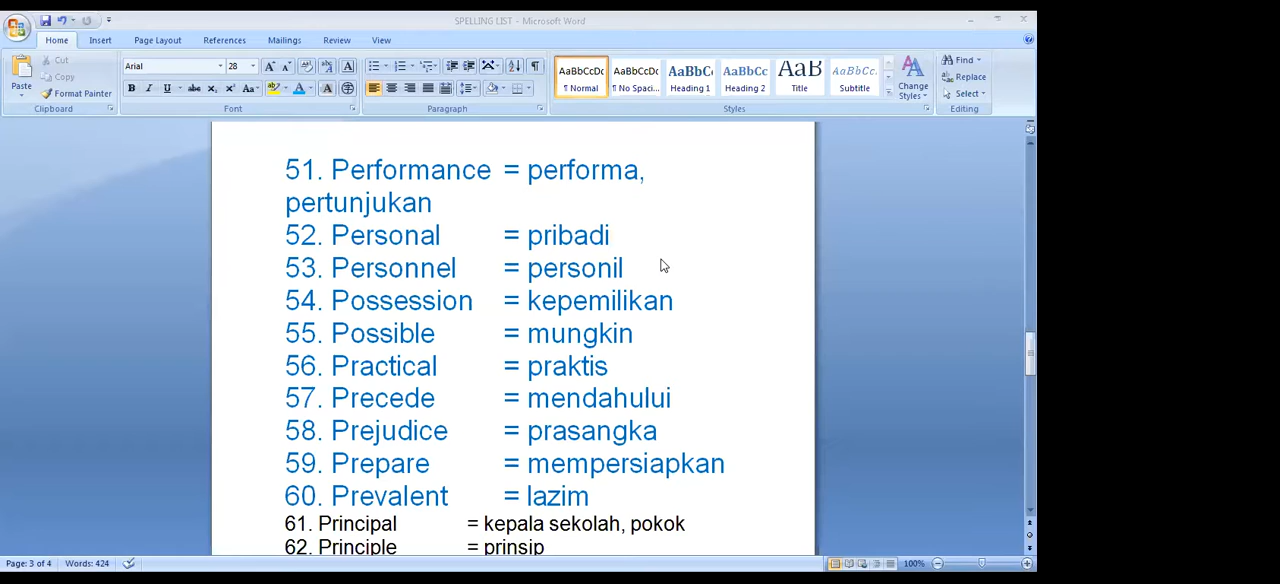 SPELLING LIST - Microsoft Word
Home Insert Page Layout References Mailings Review View
Paste
Cut
Copy
Format Painter
Clipboard
Arial 28
Font
Paragraph
AaBbCcDc AaBbCcDc AaBbC AaBbCc AaB AaBbCc.
¶ Normal ¶ No Spaci... Heading 1 Heading 2 Title Subtitle
Change Styles
Styles
Find
Replace
Select
Editing
51. Performance = performa,
pertunjukan
52. Personal = pribadi
53. Personnel = personil
54. Possession = kepemilikan
55. Possible = mungkin
56. Practical = praktis
57. Precede = mendahului
58. Prejudice = prasangka
59. Prepare = mempersiapkan
60. Prevalent = lazim
61. Principal = kepala sekolah, pokok
62. Principle = prinsip
Page: 3 of 4 Words: 424 100%